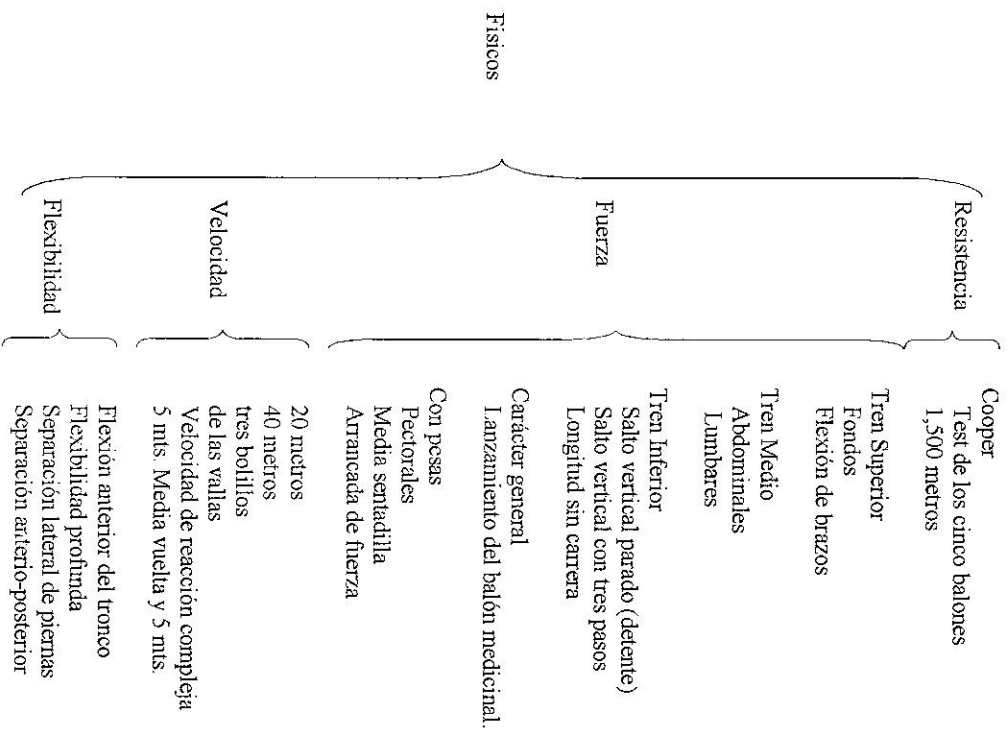 Físicos
Resistencia
Cooper
Test de los cinco balones
1,500 metros
Fuerza
Tren Superior
Fondos
Flexión de brazos
Tren Medio
Abdominales
Lumbares
Tren Inferior
Salto vertical parado (detente)
Salto vertical con tres pasos
Longitud sin carrera
Carácter general
Lanzamiento del balón medicinal.
Con pesas
Pectorales
Media sentadilla
Arrancada de fuerza
Velocidad
20 metros
40 metros
tres bolillos
de las vallas
Velocidad de reacción compleja
5 mts. Media vuelta y 5 mts.
Flexibilidad
Flexión anterior del tronco
Flexibilidad profunda
Separación lateral de piernas
Separación anterio-posterior